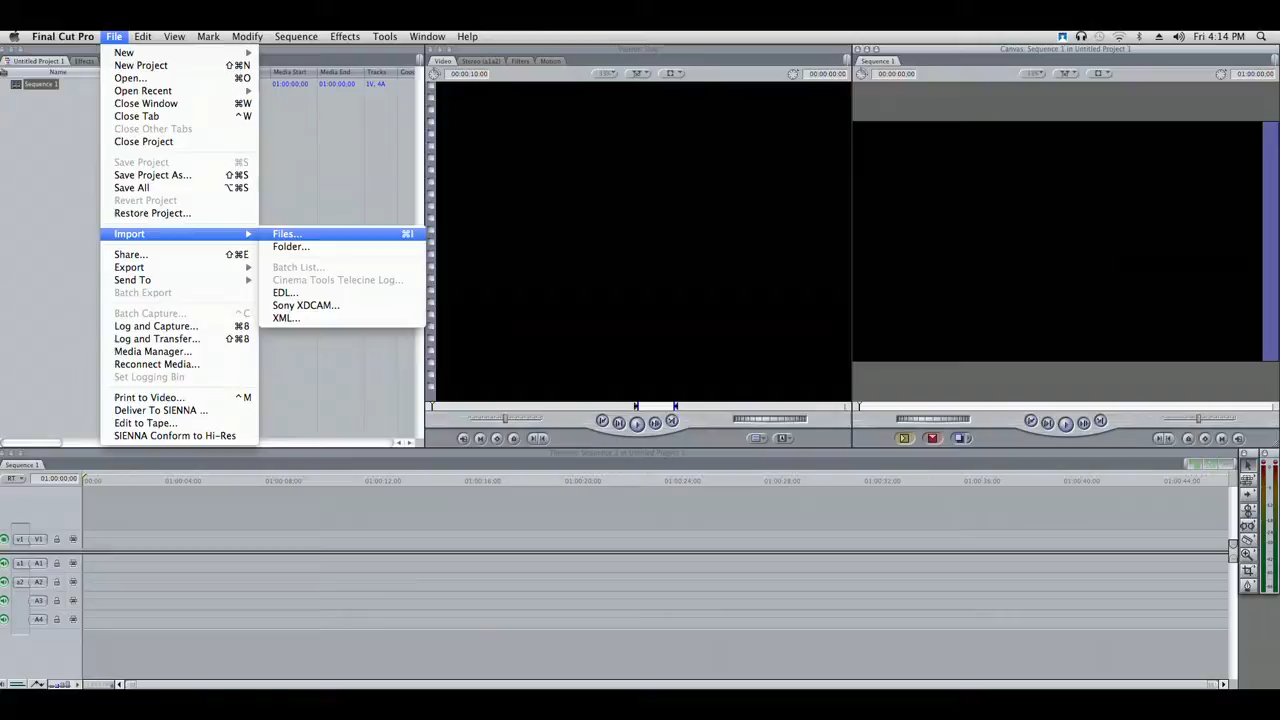 Final Cut Pro File Edit View Mark Modify Sequence Effects Tools Window Help Fri 4:14 PM
Untitled Project 1 Effects
Name Media Start Media End Tracks
Sequence 1 01:00:00;00 01:00:00;00 1V, 4A
New
New Project ⇧⌘N
Open... ⌘O
Open Recent
Close Window ⌘W
Close Tab ^W
Close Other Tabs
Close Project
Save Project ⌘S
Save Project As... ⇧⌘S
Save All ⌥⌘S
Revert Project
Restore Project...
Import
Share... ⇧⌘E
Export
Send To
Batch Export
Batch Capture... ^C
Log and Capture... ⌘8
Log and Transfer... ⇧⌘8
Media Manager...
Reconnect Media...
Set Logging Bin
Print to Video... ^M
Deliver To SIENNA ...
Edit to Tape...
SIENNA Conform to Hi-Res
Files... ⌘I
Folder...
Batch List...
Cinema Tools Telecine Log...
EDL...
Sony XDCAM...
XML...
Video Stereo (a1a2) Filters Motion
00:00:10;00 00:00:00;00
Canvas: Sequence 1 in Untitled Project 1
Sequence 1
00:00:00;00 01:00:00;00
Timeline: Sequence 1 in Untitled Project 1
Sequence 1
RT 01:00:00;00 00:00 01:00:04;00 01:00:08;00 01:00:12;00 01:00:16;00 01:00:20;00 01:00:24;00 01:00:28;00 01:00:32;00 01:00:36;00 01:00:40;00 01:00:44;00
v1 V1
a1 A1
a2 A2
A3
A4